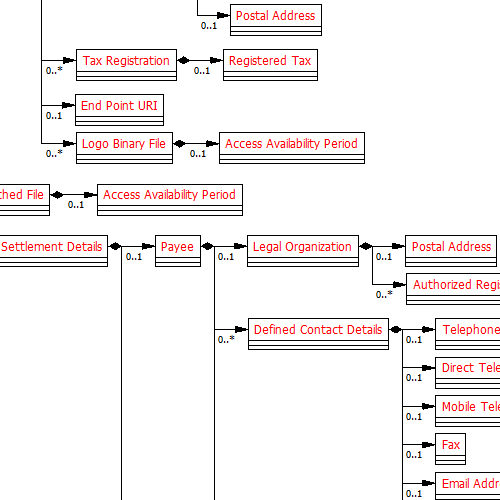 Postal Address
0..1
Tax Registration
Registered Tax
0..*
0..1
End Point URI
0..1
Logo Binary File
Access Availability Period
0..*
0..1
hed File
Access Availability Period
0..1
Settlement Details
Payee
Legal Organization
Postal Address
0..1
0..1
0..1
Authorized Regi
0..*
Defined Contact Details
Telephone
0..*
0..1
Direct Tele
0..1
Mobile Tele
0..1
Fax
0..1
Email Addr
0..1